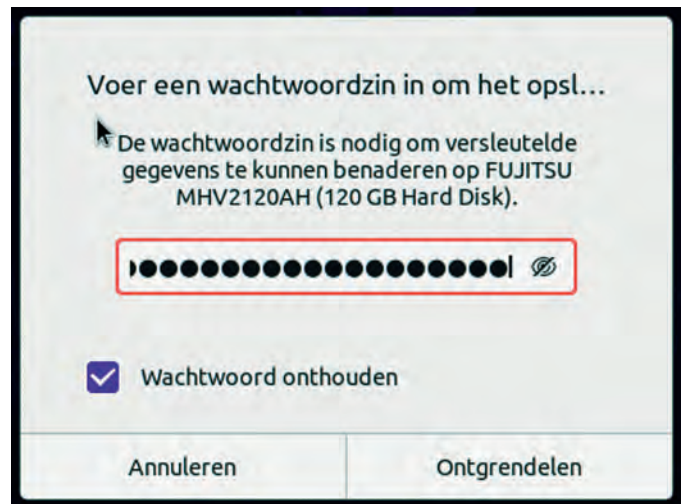 Voer een wachtwoordzin in om het opsl...
De wachtwoordzin is nodig om versleutelde
gegevens te kunnen benaderen op FUJITSU
MHV2120AH (120 GB Hard Disk).
Wachtwoord onthouden
Annuleren
Ontgrendelen